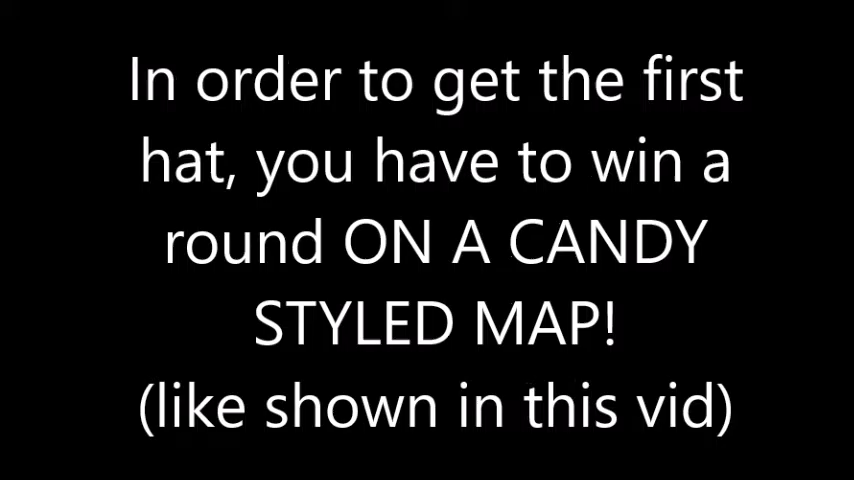 In order to get the first
hat, you have to win a
round ON A CANDY
STYLED MAP!
(like shown in this vid)